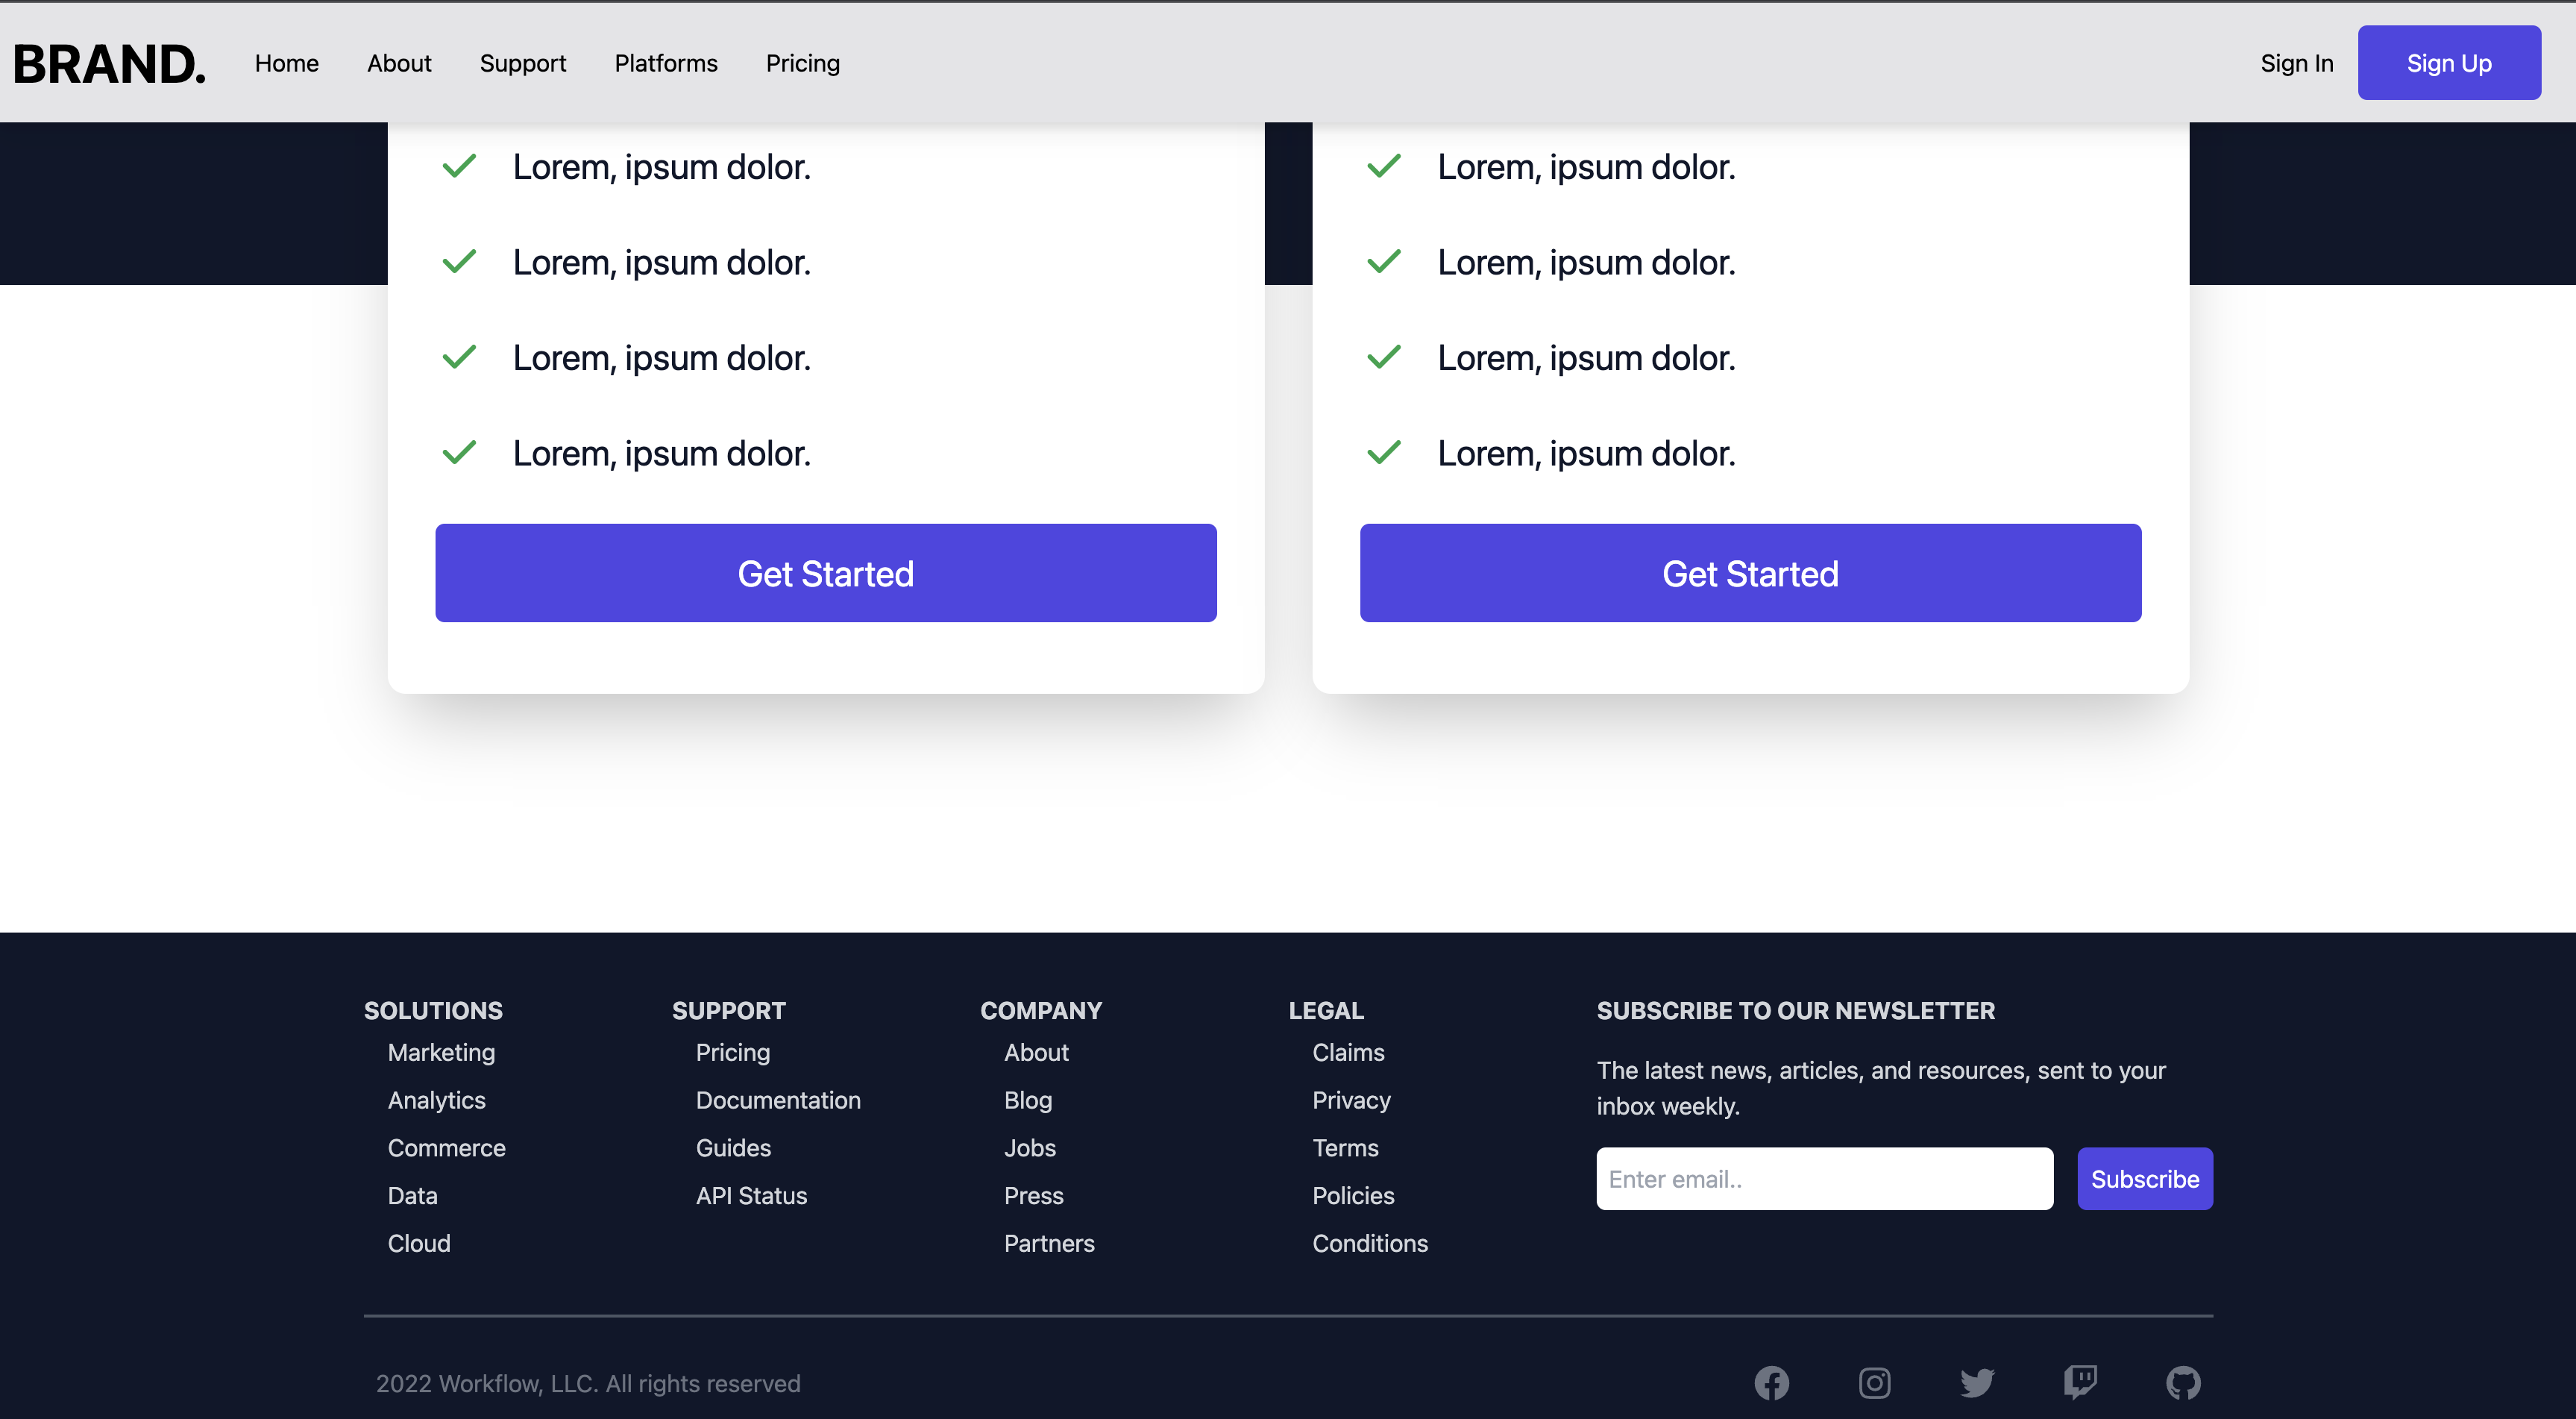 BRAND. Home About Support Platforms Pricing Sign In Sign Up
Lorem, ipsum dolor.
Lorem, ipsum dolor.
Lorem, ipsum dolor.
Lorem, ipsum dolor.
Get Started
Lorem, ipsum dolor.
Lorem, ipsum dolor.
Lorem, ipsum dolor.
Lorem, ipsum dolor.
Get Started
SOLUTIONS
Marketing
Analytics
Commerce
Data
Cloud
SUPPORT
Pricing
Documentation
Guides
API Status
COMPANY
About
Blog
Jobs
Press
Partners
LEGAL
Claims
Privacy
Terms
Policies
Conditions
SUBSCRIBE TO OUR NEWSLETTER
The latest news, articles, and resources, sent to your
inbox weekly.
Enter email.. Subscribe
2022 Workflow, LLC. All rights reserved